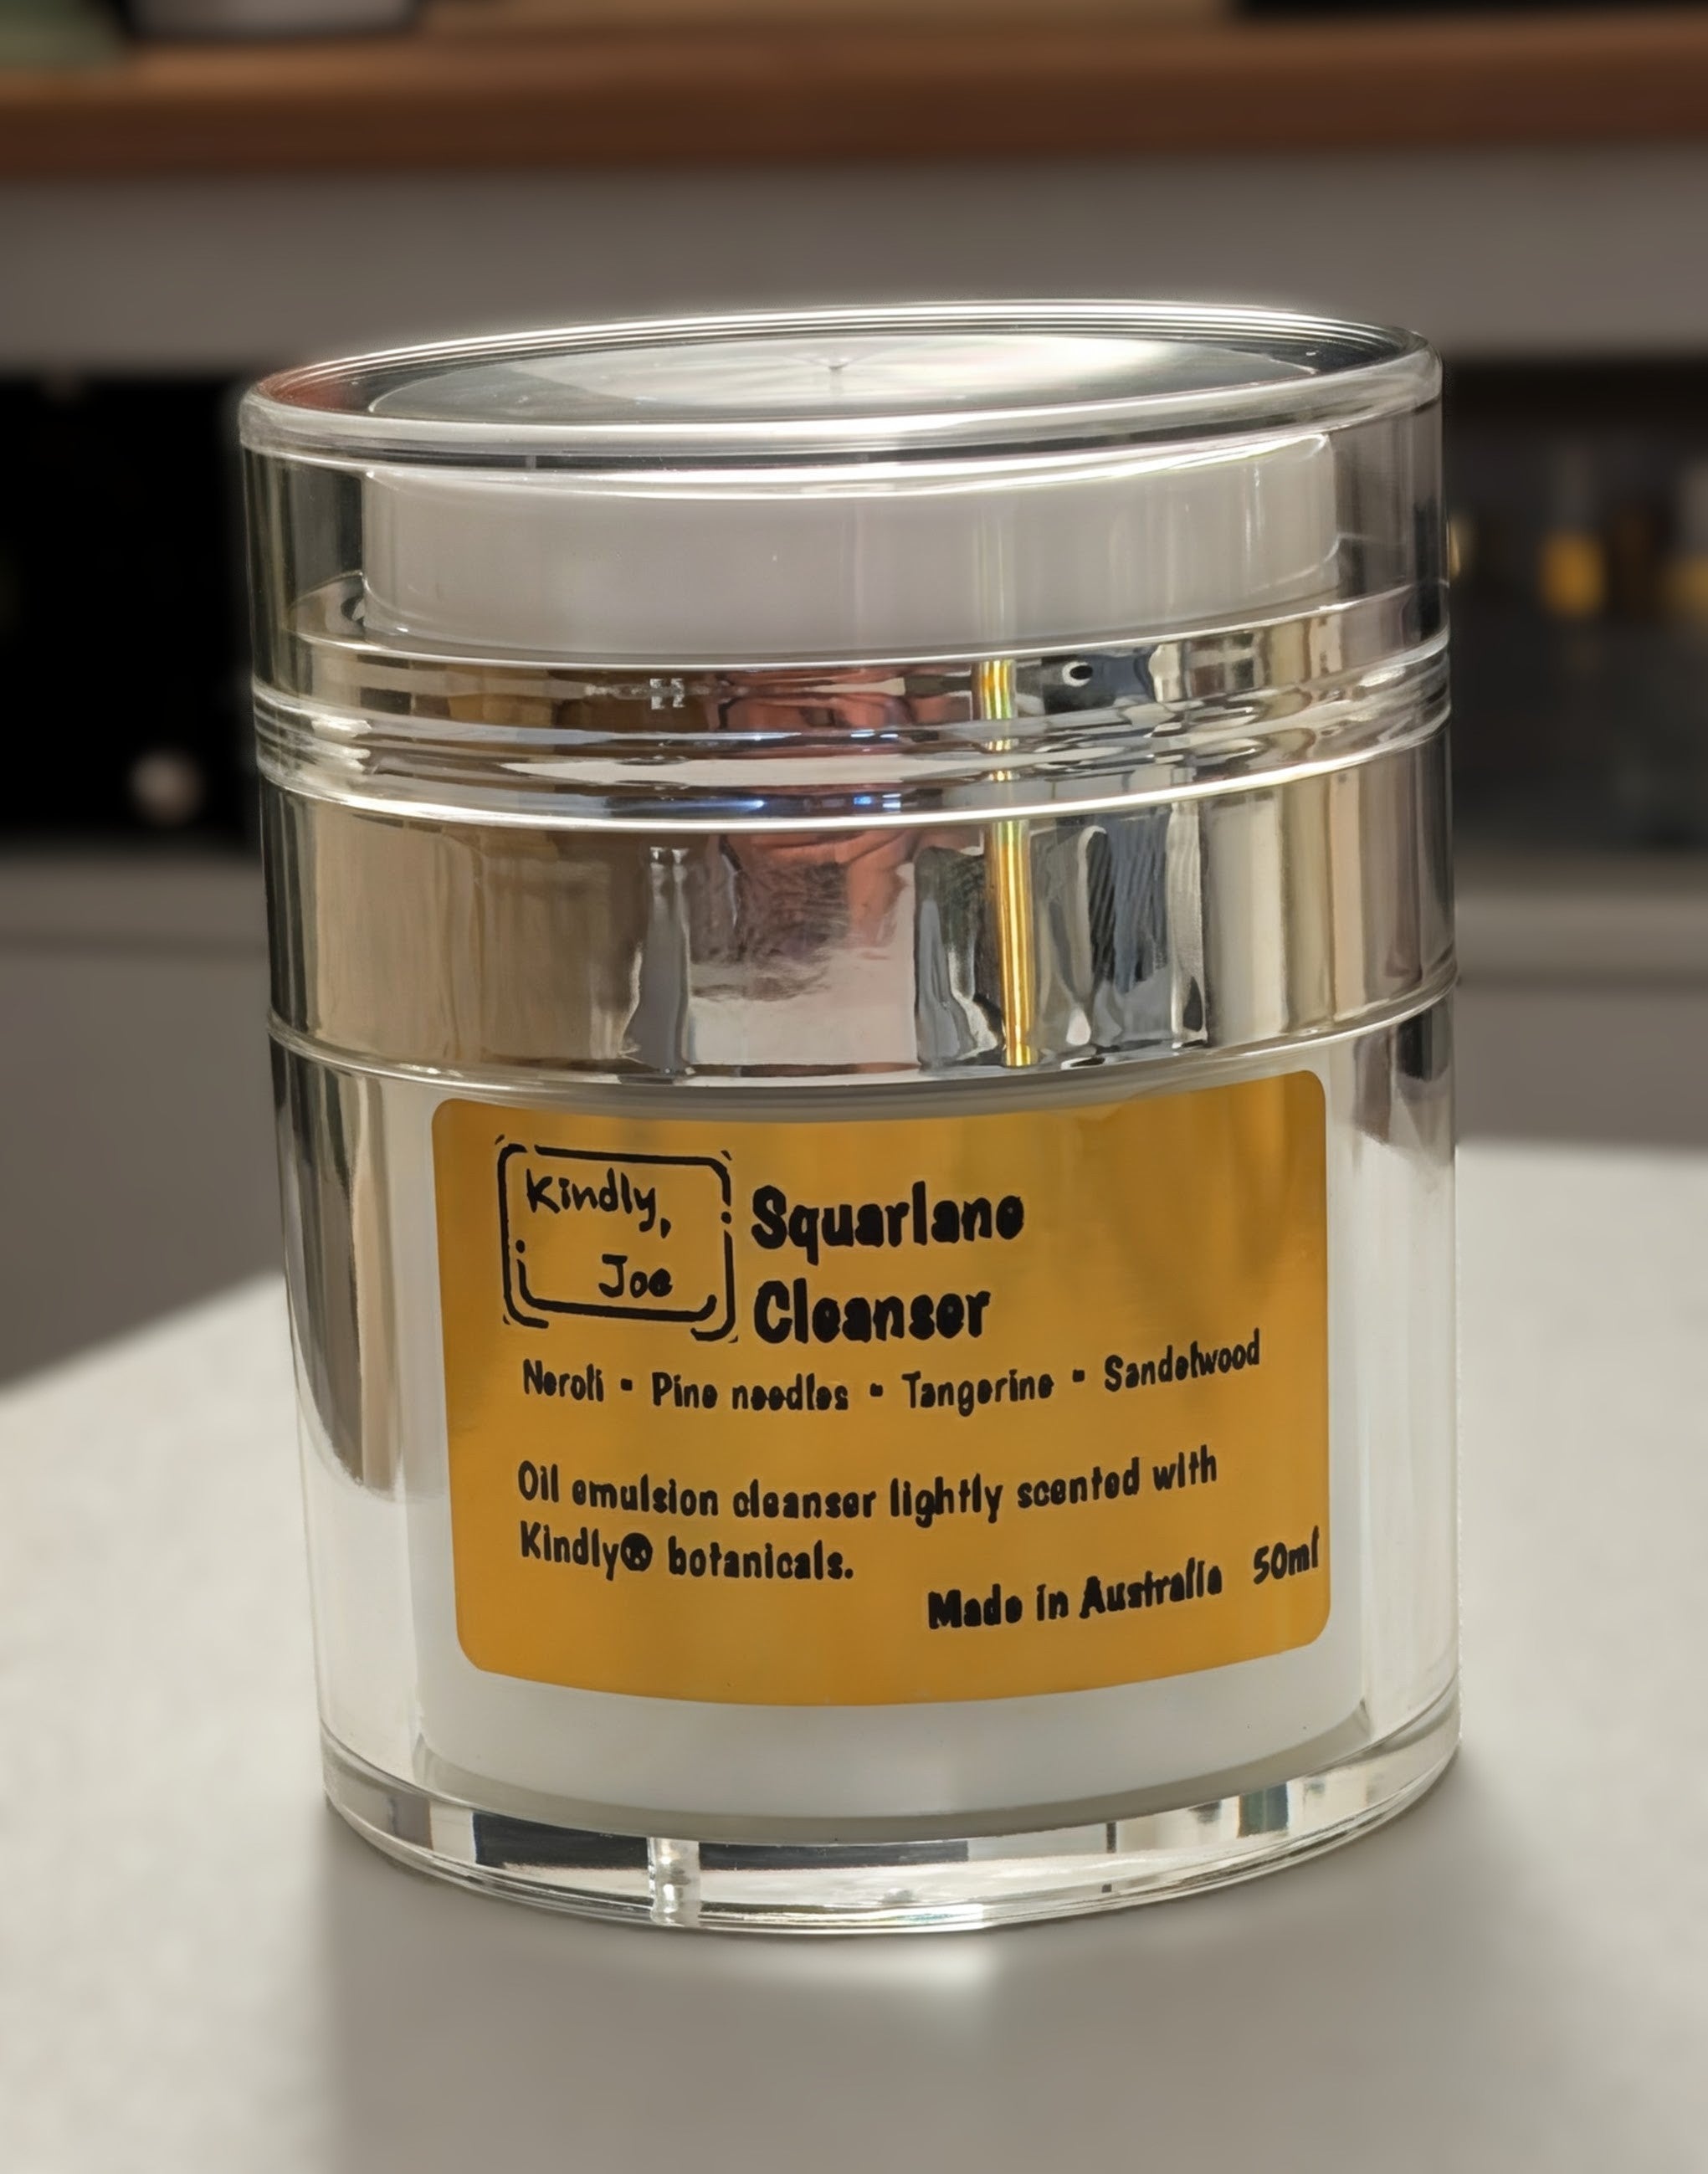 Kindly,
Joe
Squarlane
Cleanser
Neroli - Pine needles - Tangerine - Sandelwood
Oil emulsion cleanser lightly scented with
Kindly® botanicals.
Made in Australia 50ml